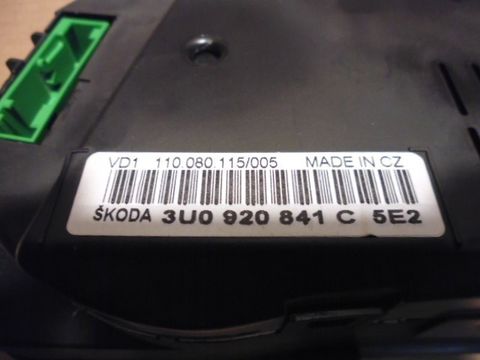 VD1 110.080.115/005 MADE IN CZ
ŠKODA 3U0 920 841 C 5E2